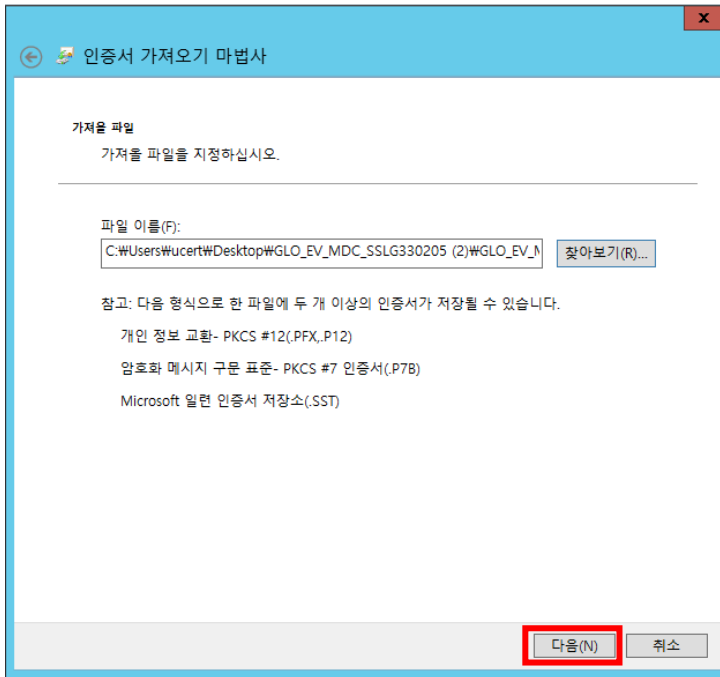 x
인증서 가져오기 마법사
가져올 파일
가져올 파일을 지정하십시오.
파일 이름(F):
C:₩Users₩ucert₩Desktop₩GLO_EV_MDC_SSLG330205 (2)₩GLO_EV_M
찾아보기(R)...
참고: 다음 형식으로 한 파일에 두 개 이상의 인증서가 저장될 수 있습니다.
개인 정보 교환- PKCS #12(.PFX,.P12)
암호화 메시지 구문 표준- PKCS #7 인증서(.P7B)
Microsoft 일련 인증서 저장소(.SST)
다음(N) 취소